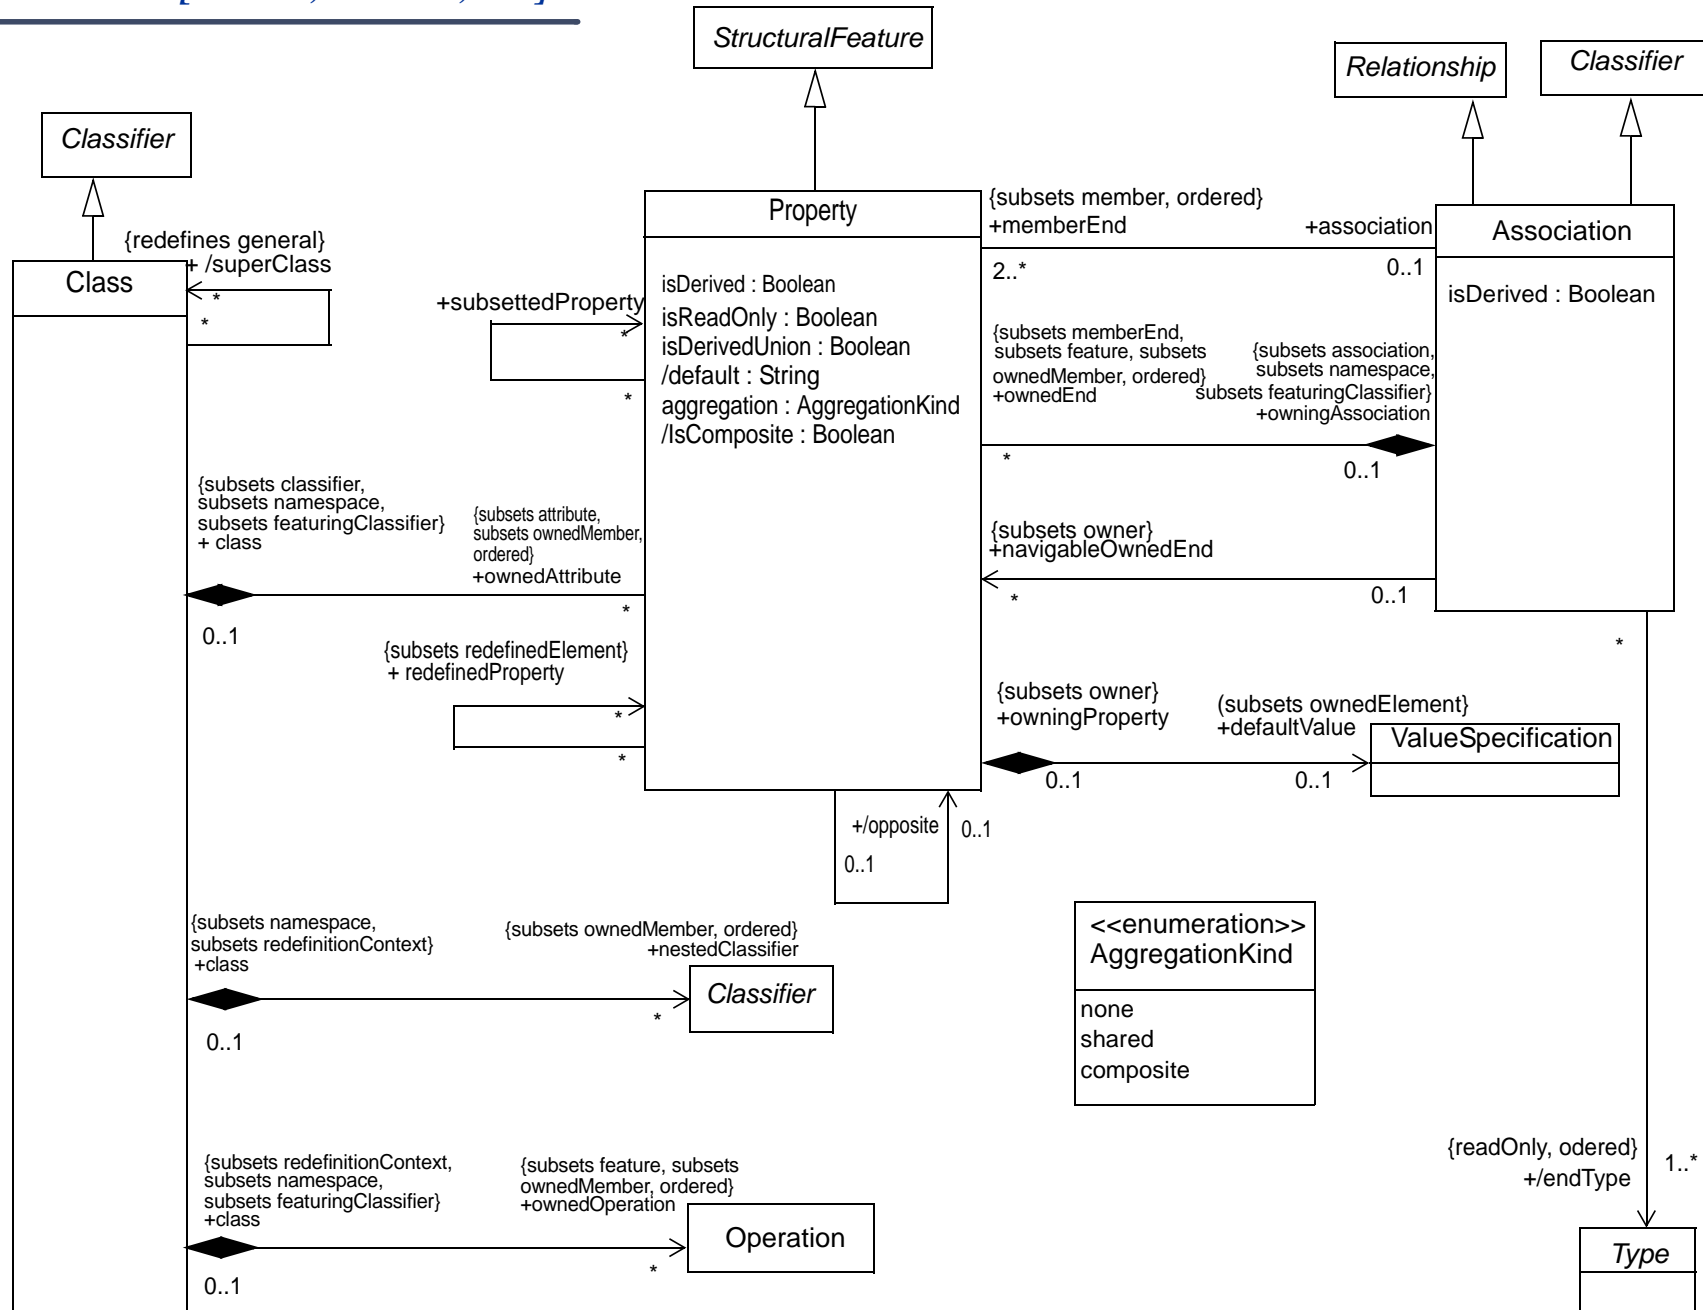 StructuralFeature
Relationship
Classifier
Classifier
{redefines general}
+ /superClass
*
*
Class
+subsettedProperty
*
*
Property
isDerived : Boolean
isReadOnly : Boolean
isDerivedUnion : Boolean
/default : String
aggregation : AggregationKind
/IsComposite : Boolean
{subsets member, ordered}
+memberEnd
+association
2..*
0..1
Association
isDerived : Boolean
{subsets memberEnd,
subsets feature, subsets
ownedMember, ordered}
+ownedEnd
{subsets association,
subsets namespace,
subsets featuringClassifier}
+owningAssociation
*
0..1
{subsets classifier,
subsets namespace,
subsets featuringClassifier}
+ class
{subsets attribute,
subsets ownedMember,
ordered}
+ownedAttribute
*
0..1
{subsets owner}
+navigableOwnedEnd
*
0..1
*
{subsets redefinedElement}
+ redefinedProperty
*
*
{subsets owner}
+owningProperty
(subsets ownedElement}
+defaultValue
0..1
0..1
ValueSpecification
+/opposite
0..1
0..1
{subsets namespace,
subsets redefinitionContext}
+class
{subsets ownedMember, ordered}
+nestedClassifier
0..1
*
Classifier
<<enumeration>>
AggregationKind
none
shared
composite
{subsets redefinitionContext,
subsets namespace,
subsets featuringClassifier}
+class
{subsets feature, subsets
ownedMember, ordered}
+ownedOperation
0..1
*
Operation
{readOnly, odered}
+/endType
1..*
Type